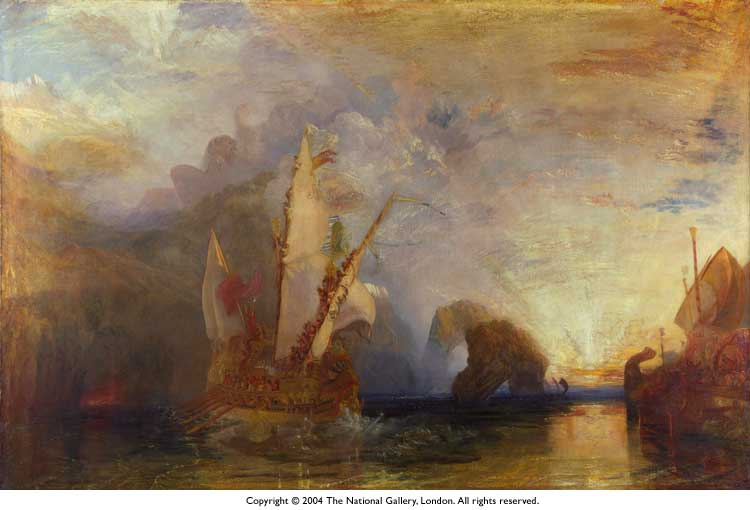 Copyright © 2004 The National Gallery, London. All rights reserved.